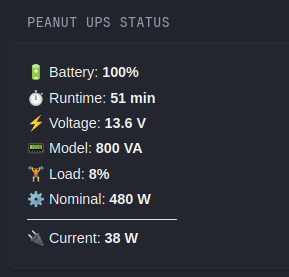 PEANUT UPS STATUS
🔋 Battery: 100%
⏱️ Runtime: 51 min
⚡ Voltage: 13.6 V
📟 Model: 800 VA
🏋️ Load: 8%
⚙️ Nominal: 480 W
🔌 Current: 38 W